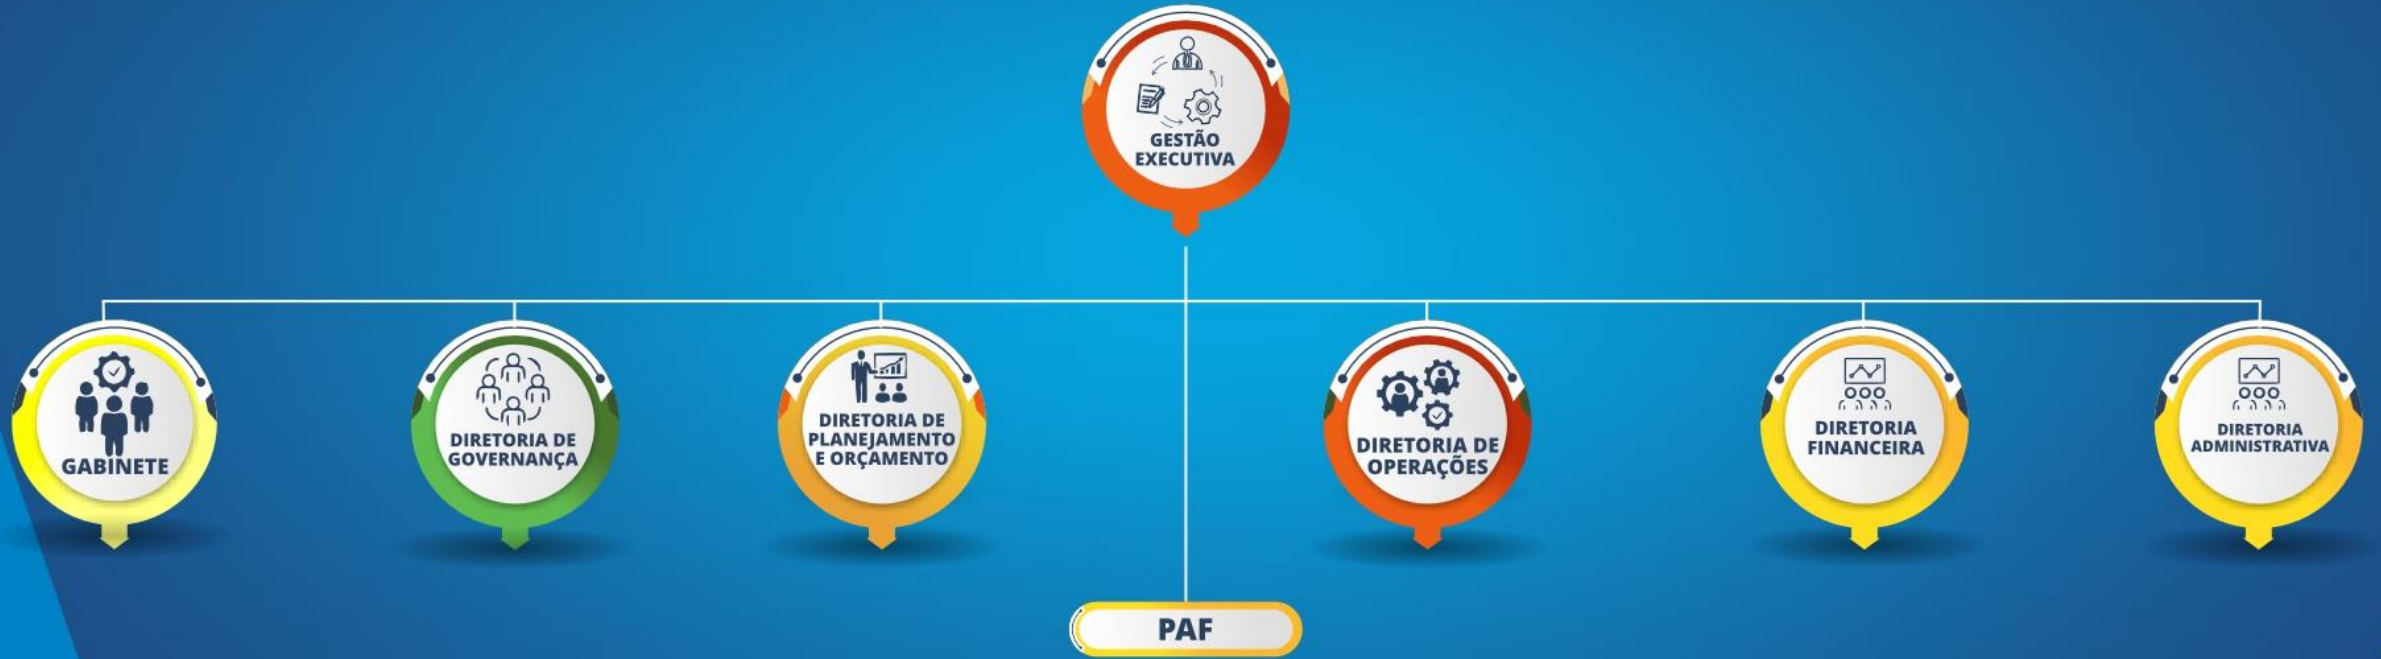 GESTÃO
EXECUTIVA
GABINETE
DIRETORIA DE
GOVERNANÇA
DIRETORIA DE
PLANEJAMENTO
E ORÇAMENTO
DIRETORIA DE
OPERAÇÕES
DIRETORIA
FINANCEIRA
DIRETORIA
ADMINISTRATIVA
PAF